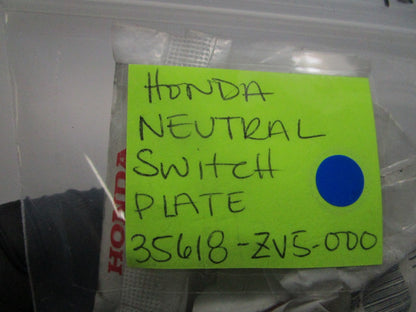 HONDA
NEUTRAL
SWITCH
PLATE
35618-ZV5-000
HONDA